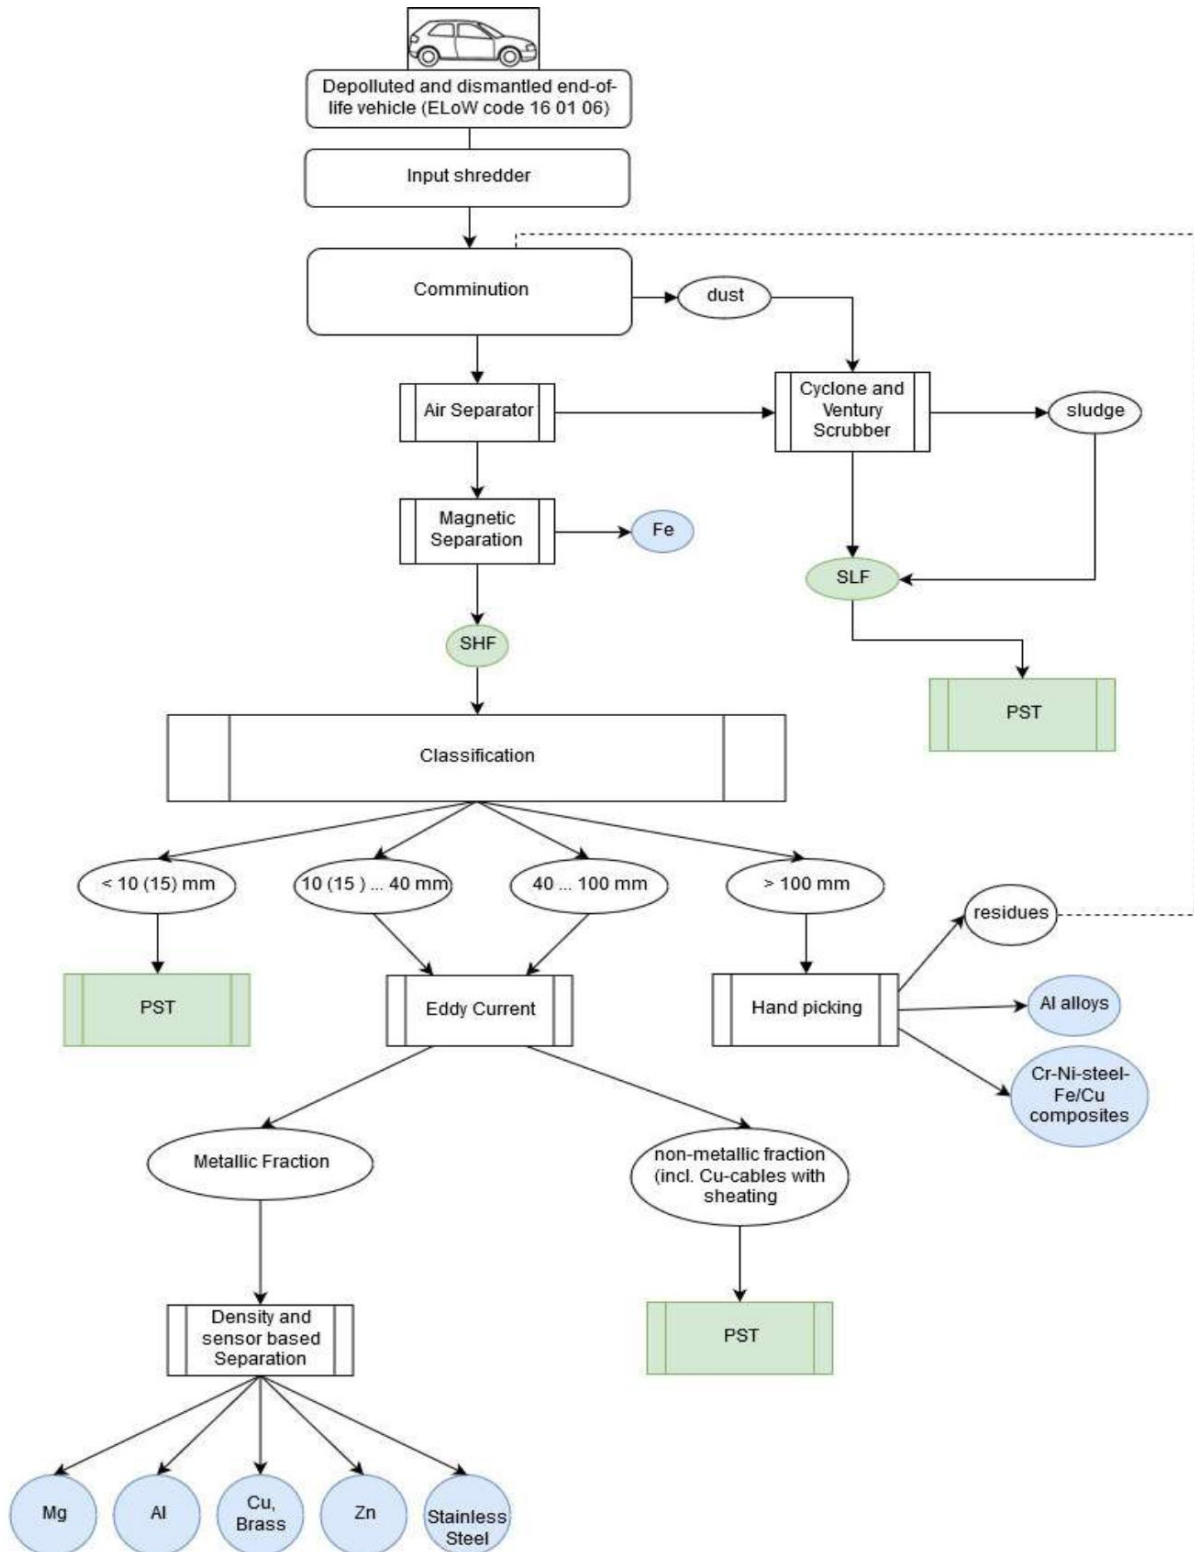 Depolluted and dismantled end-of-
life vehicle (ELoW code 16 01 06)
Input shredder
Comminution
dust
Air Separator
Cyclone and
Ventury
Scrubber
sludge
Magnetic
Separation
Fe
SLF
SHF
PST
Classification
< 10 (15) mm
10 (15 ) ... 40 mm
40 ... 100 mm
> 100 mm
residues
PST
Eddy Current
Hand picking
Al alloys
Cr-Ni-steel-
Fe/Cu
composites
Metallic Fraction
non-metallic fraction
(incl. Cu-cables with
sheating
Density and
sensor based
Separation
PST
Mg
Al
Cu,
Brass
Zn
Stainless
Steel